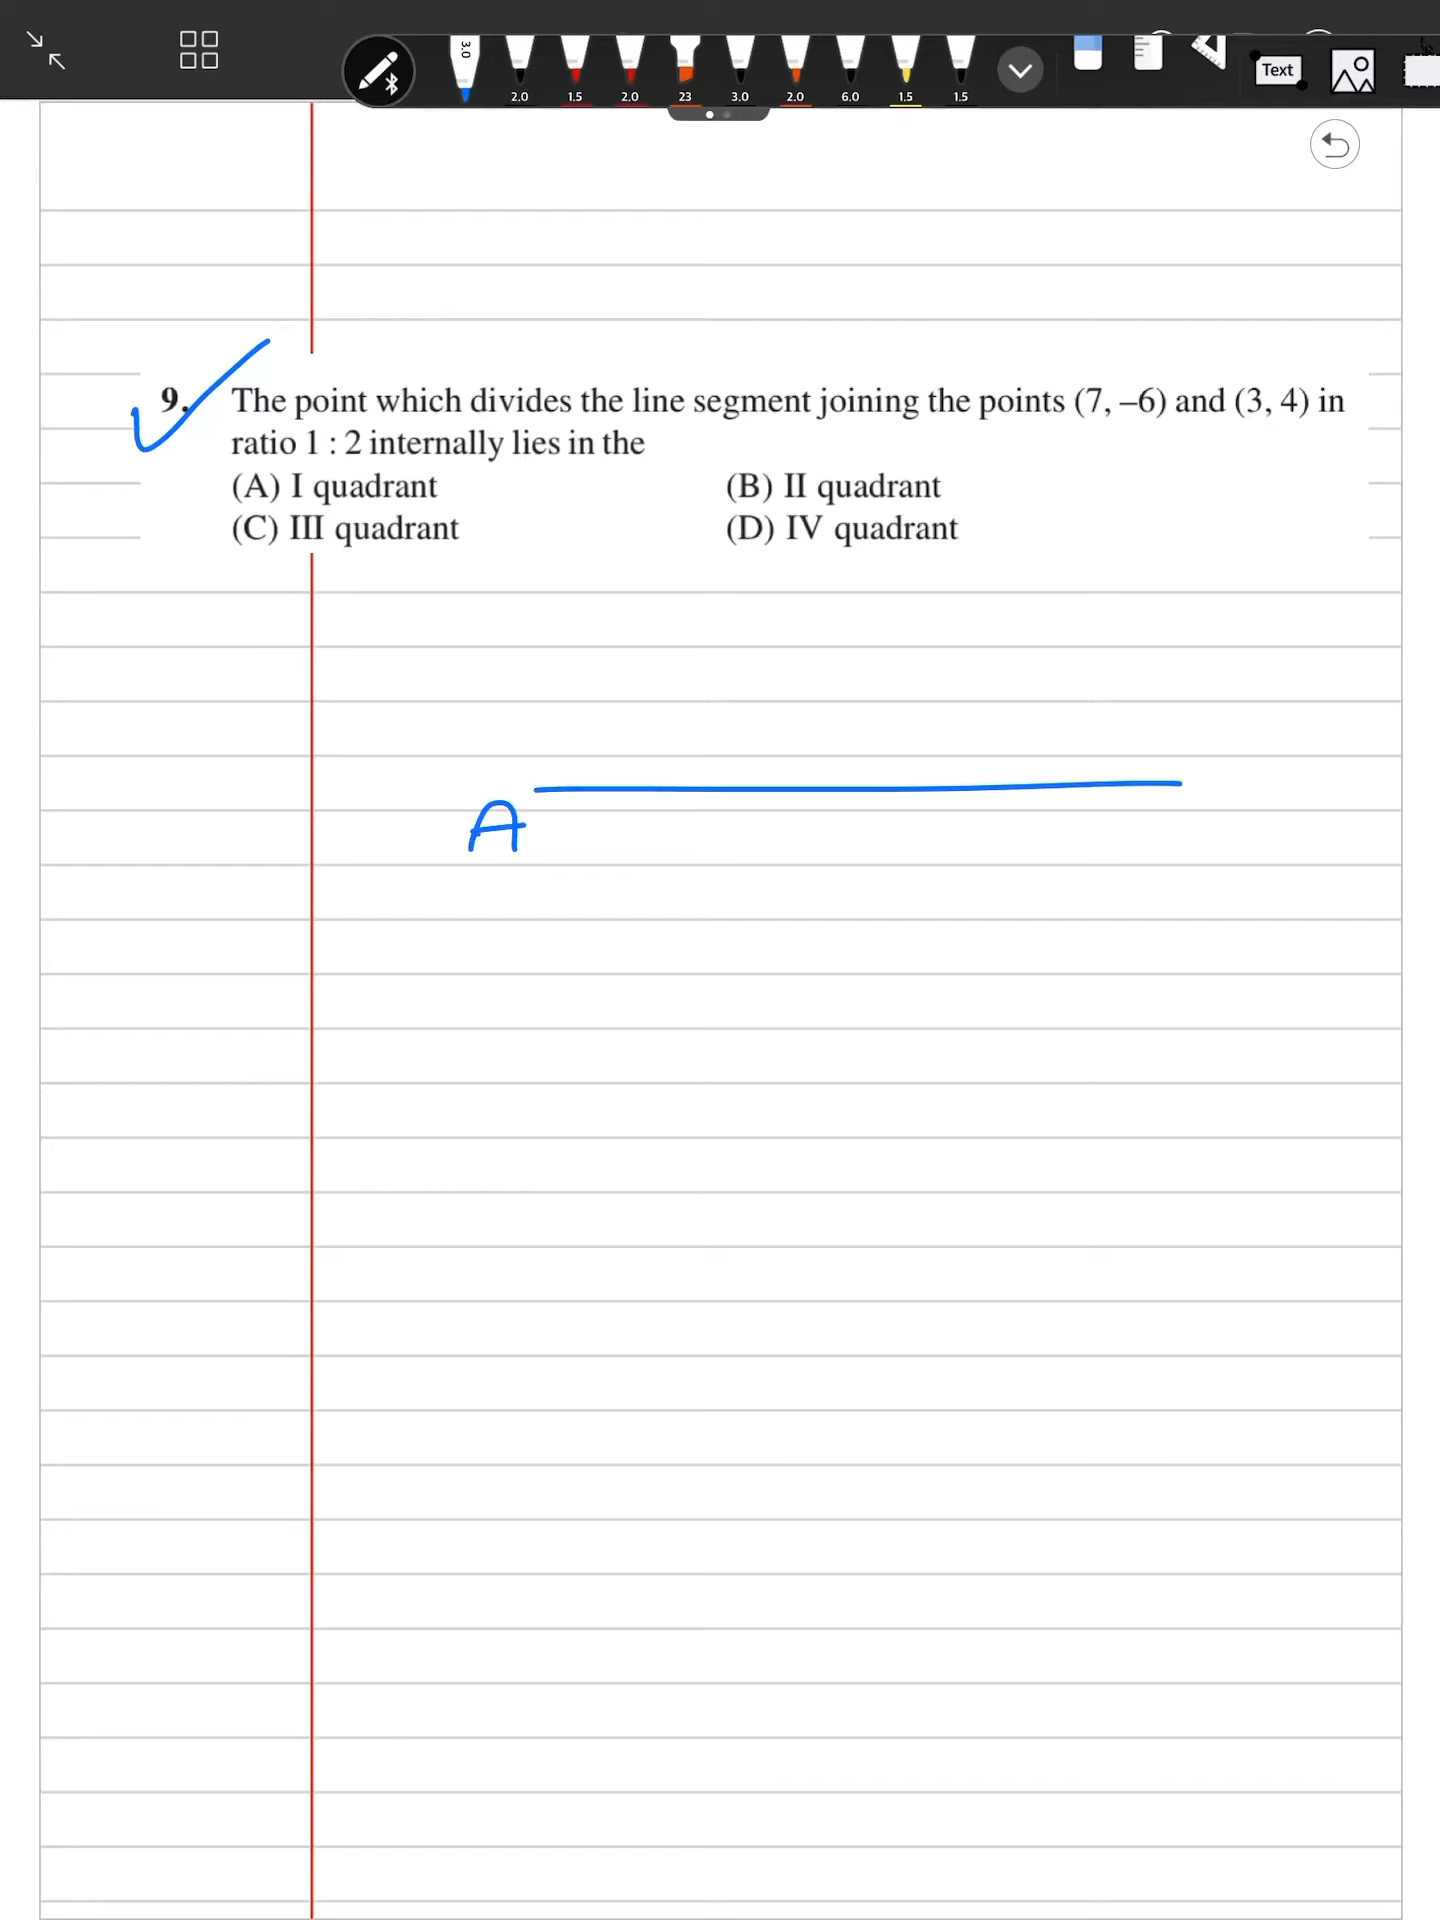 3.0
2.0 1.5 2.0 23 3.0 2.0 6.0 1.5 1.5
Text
9. The point which divides the line segment joining the points (7, –6) and (3, 4) in
ratio 1 : 2 internally lies in the
(A) I quadrant (B) II quadrant
(C) III quadrant (D) IV quadrant
A